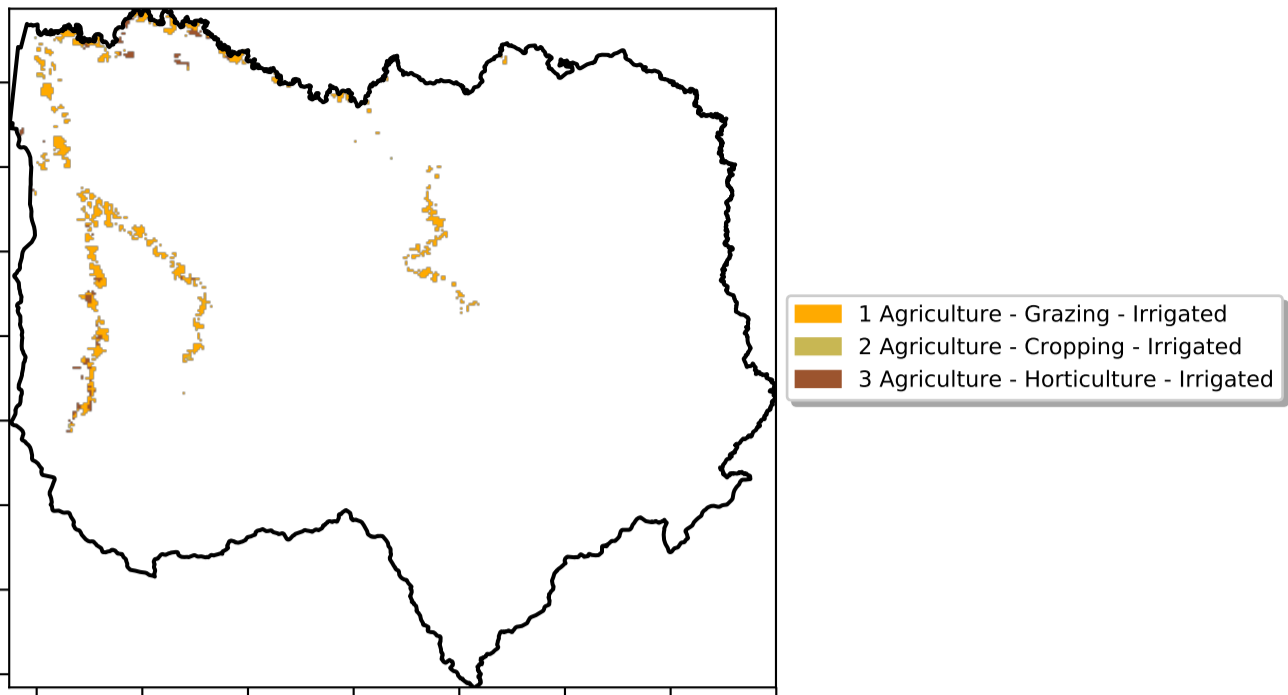 1 Agriculture - Grazing - Irrigated
2 Agriculture - Cropping - Irrigated
3 Agriculture - Horticulture - Irrigated